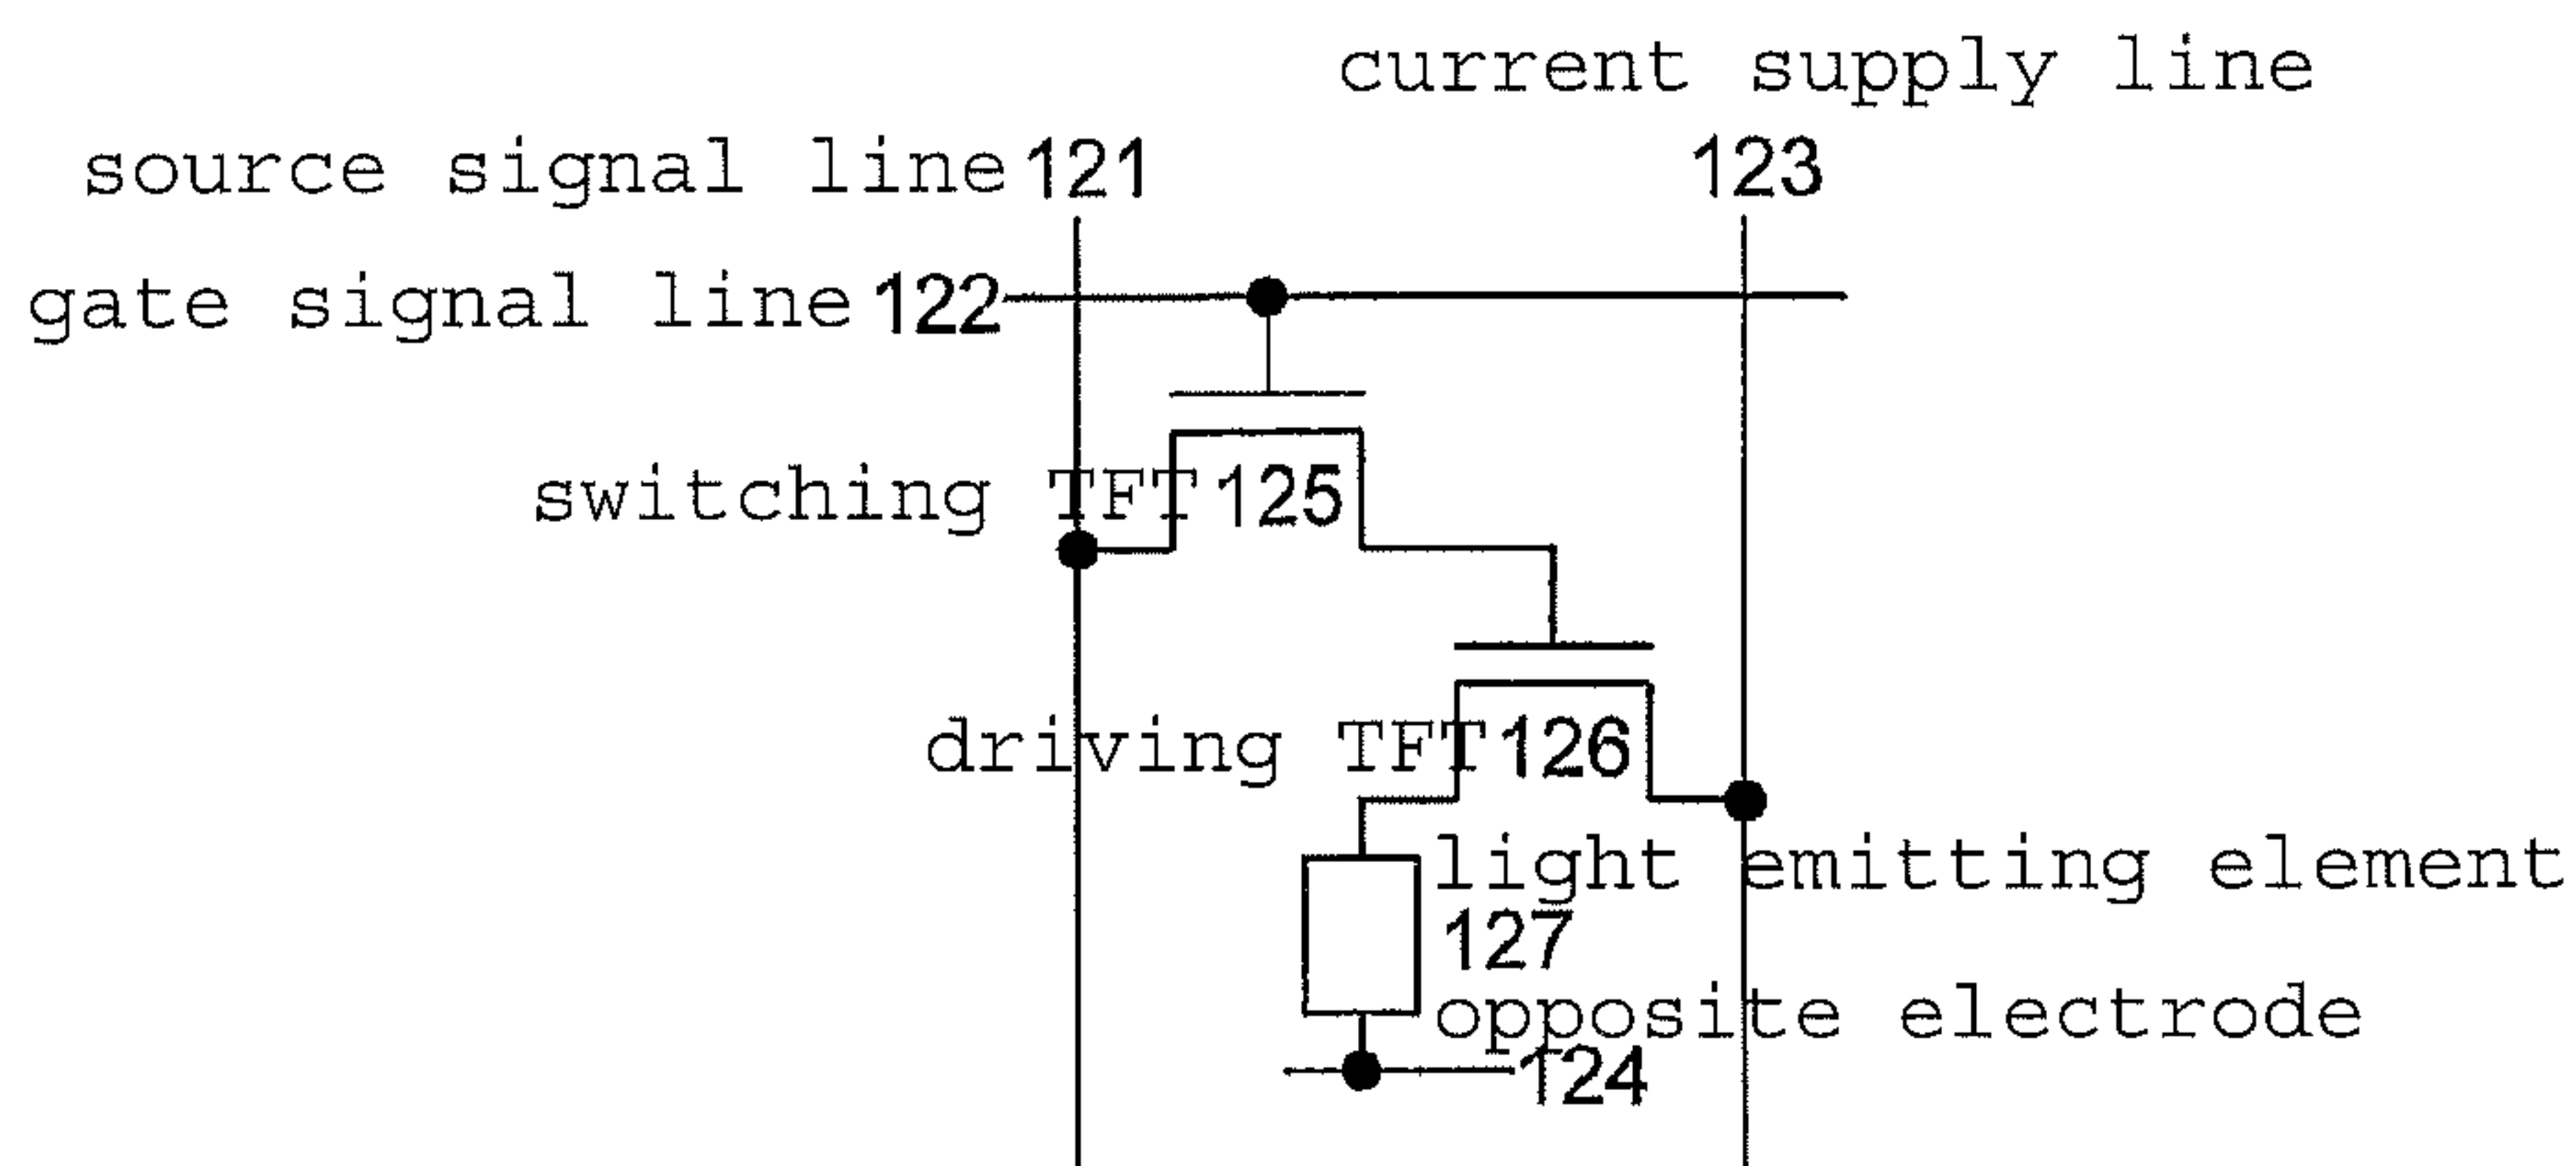 current supply line
123
source signal line 121
gate signal line 122
switching TFT 125
driving TFT 126
light emitting element
127
opposite electrode
124